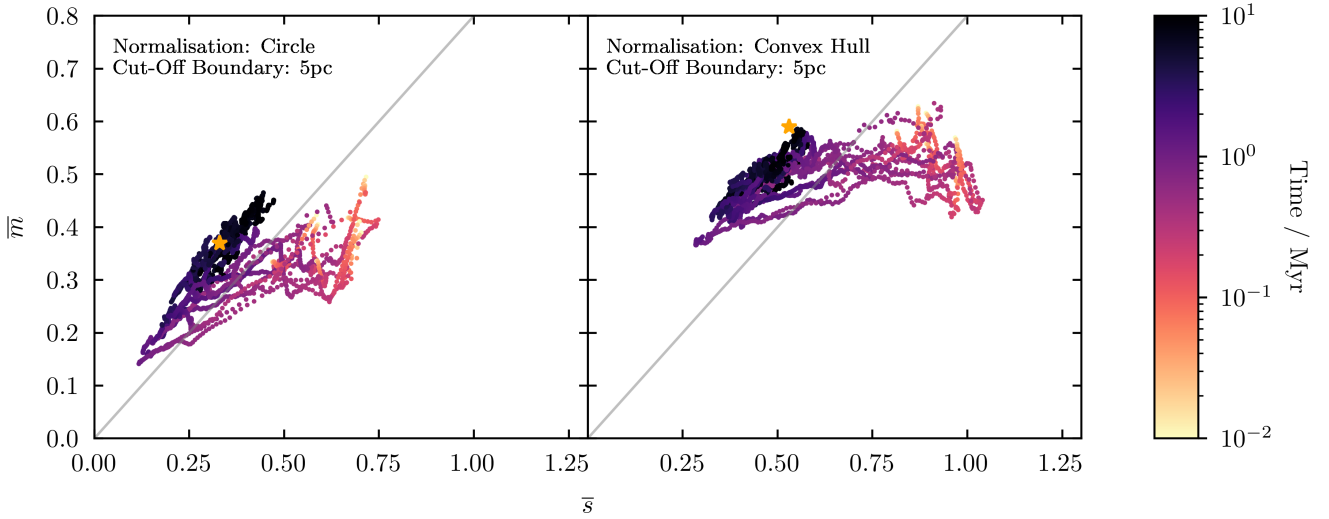 0.8
0.7
0.6
0.5
0.4
0.3
0.2
0.1
0.0
m̅
Normalisation: Circle
Cut-Off Boundary: 5pc
0.00 0.25 0.50 0.75 1.00 1.25
Normalisation: Convex Hull
Cut-Off Boundary: 5pc
0.25 0.50 0.75 1.00 1.25
s̅
10¹
10⁰
10⁻¹
10⁻²
Time / Myr